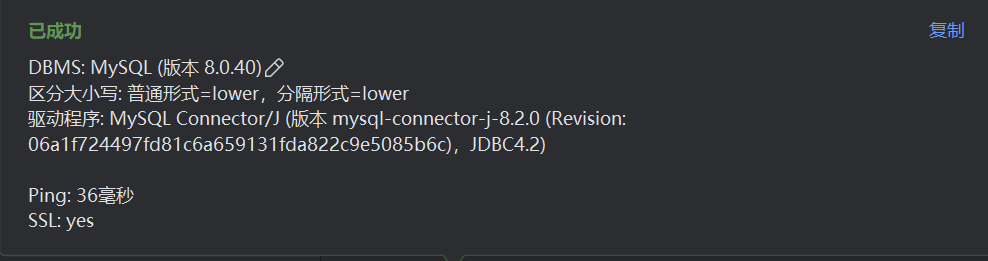 已成功
复制
DBMS: MySQL (版本 8.0.40)
区分大小写: 普通形式=lower，分隔形式=lower
驱动程序: MySQL Connector/J (版本 mysql-connector-j-8.2.0 (Revision:
06a1f724497fd81c6a659131fda822c9e5085b6c)，JDBC4.2)
Ping: 36毫秒
SSL: yes